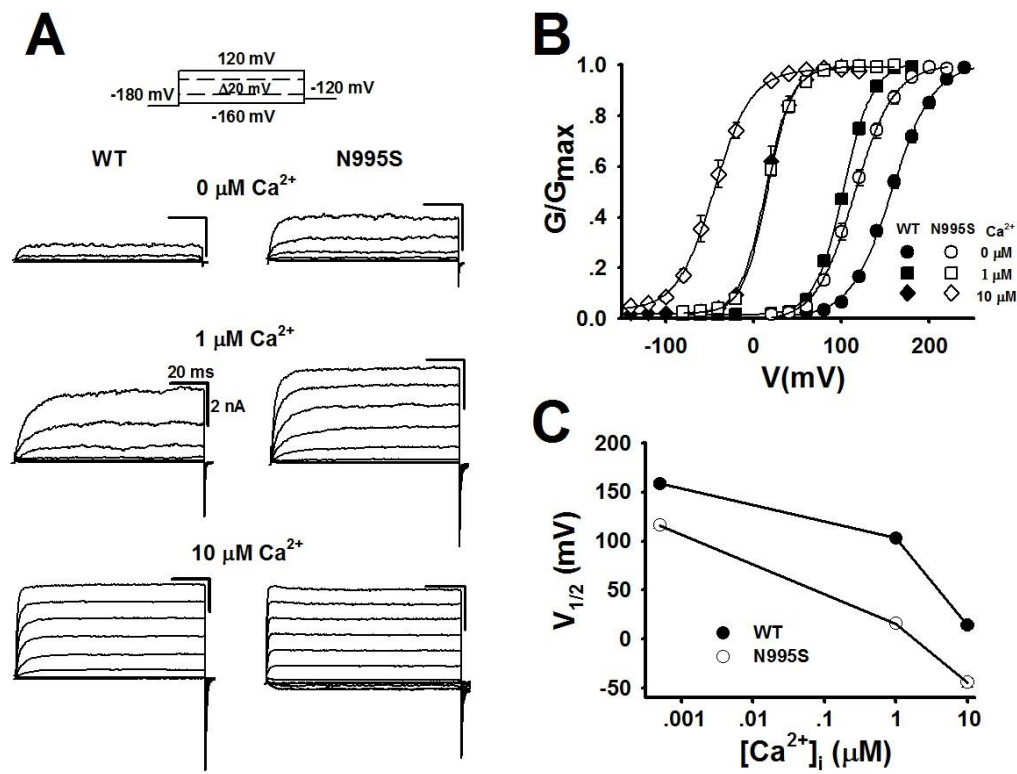 A
120 mV
-180 mV
Δ20 mV
-120 mV
-160mV
WT
N995S
0 μM Ca²⁺
1 μM Ca²⁺
20 ms
2 nA
10 μM Ca²⁺
B
1.0
.8
.6
.4
.2
0.0
G/Gmax
WT N995S Ca²⁺
0 μM
1 μM
10 μM
-100 0 100 200
V(mV)
C
200
150
100
50
0
-50
V1/2 (mV)
WT
N995S
.001 .01 .1 1 10
[Ca²⁺]i (μM)